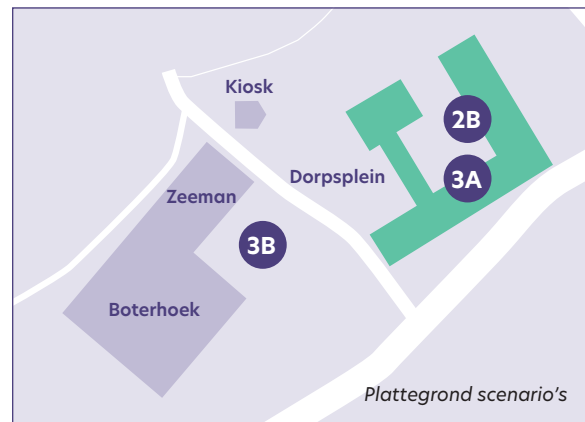 Kiosk
2B
Dorpsplein
3A
Zeeman
3B
Boterhoek
Plattegrond scenario's